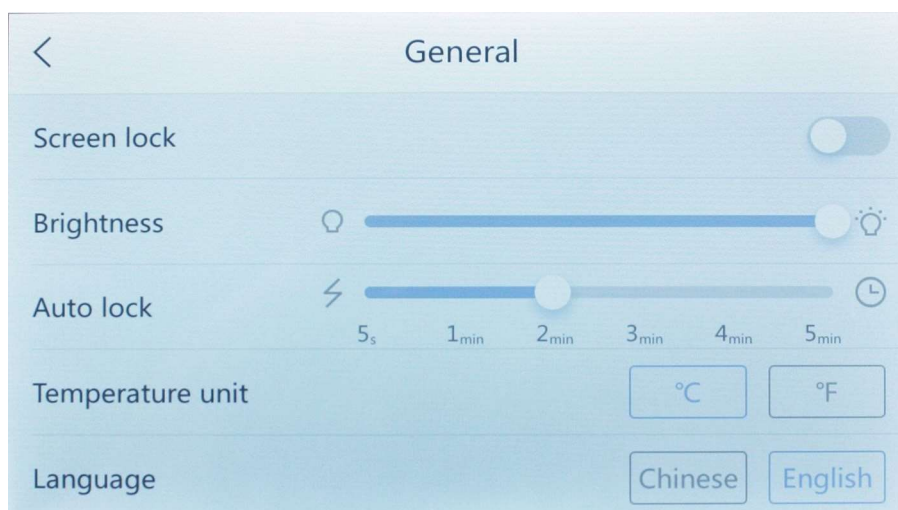 General
Screen lock
Brightness
Auto lock
5s 1min 2min 3min 4min 5min
Temperature unit °C °F
Language Chinese English